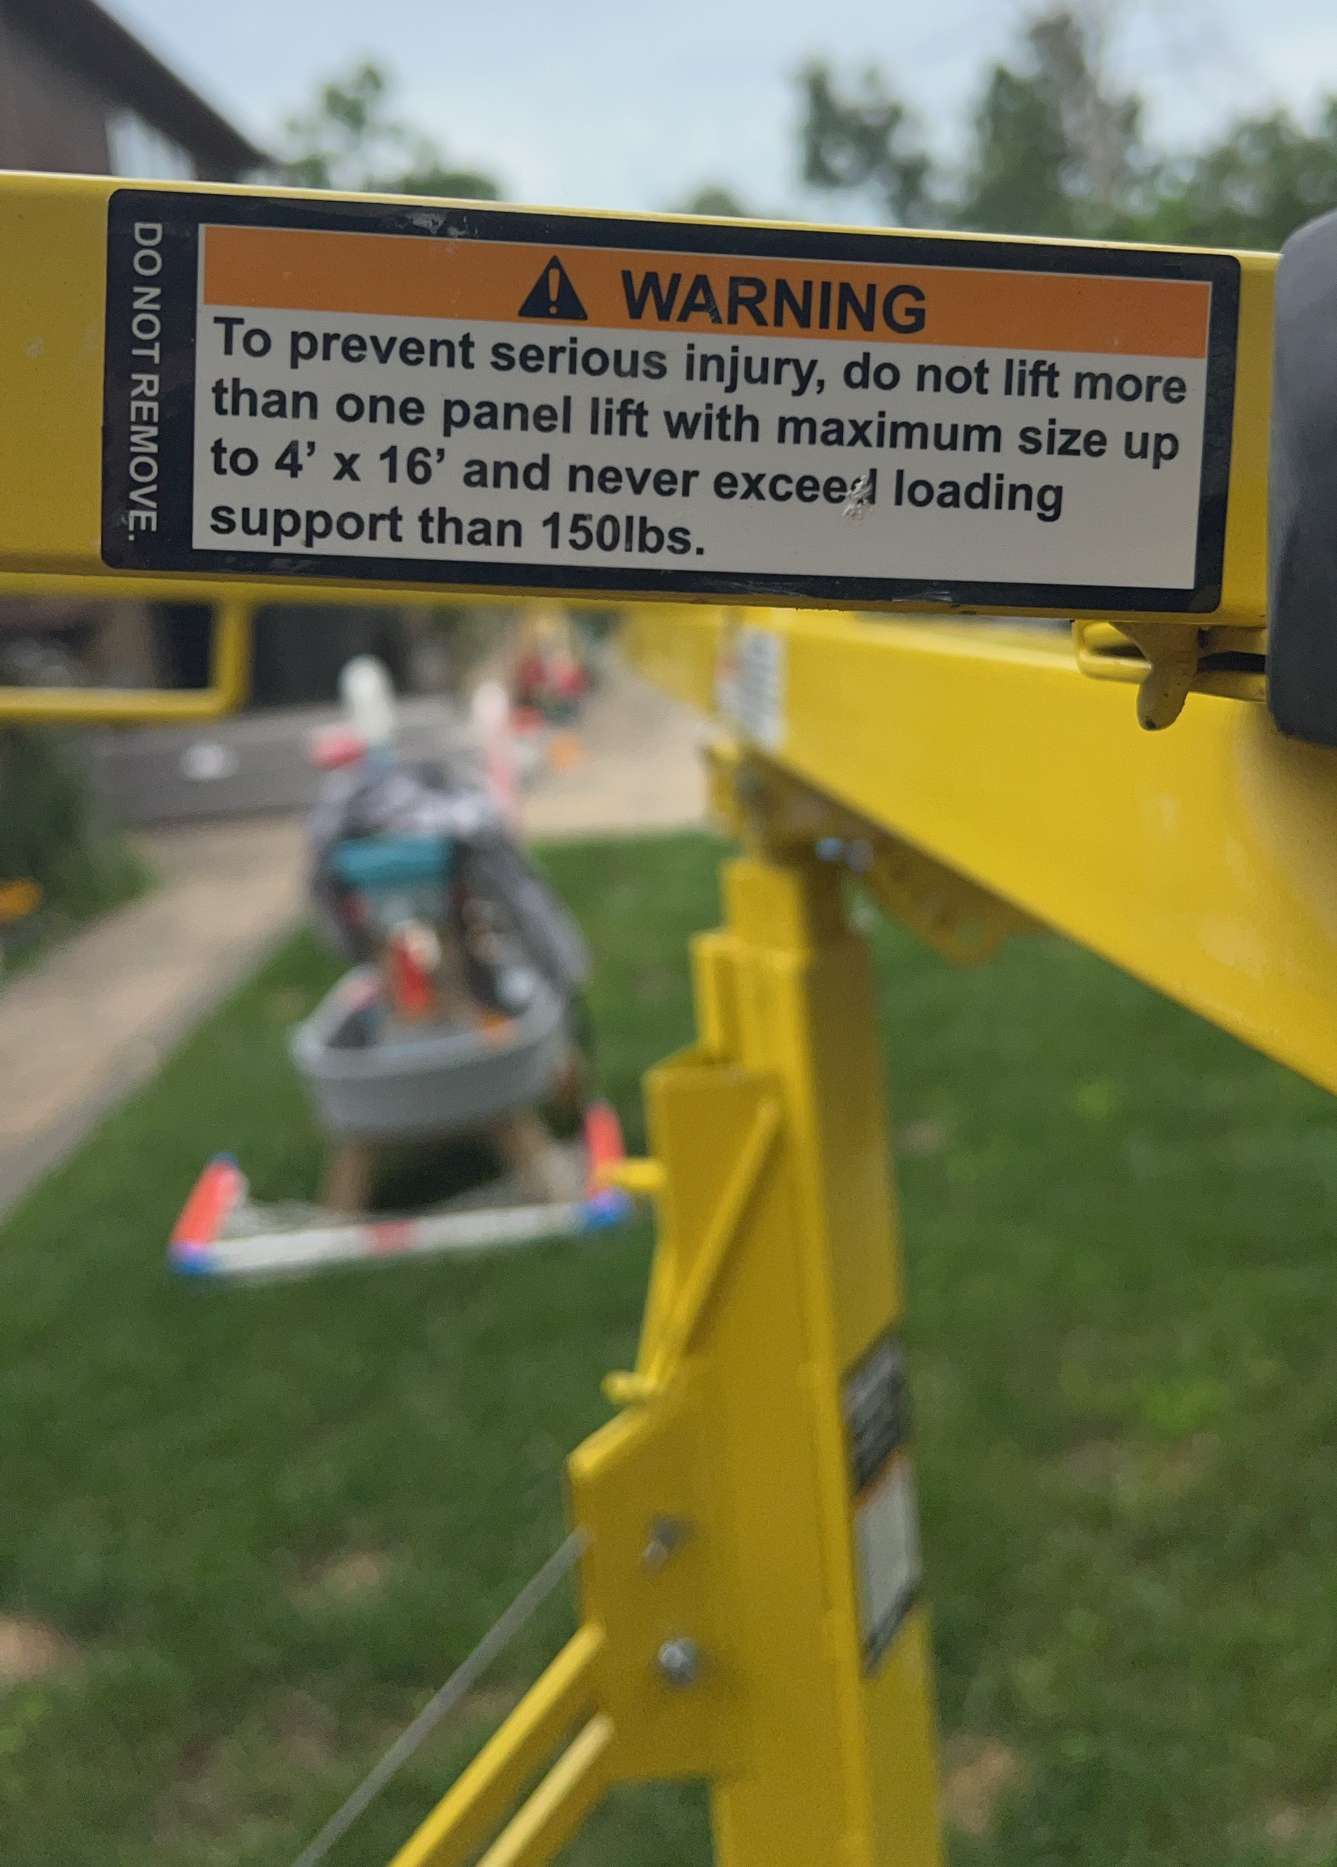 DO NOT REMOVE.
WARNING
To prevent serious injury, do not lift more
than one panel lift with maximum size up
to 4' x 16' and never exceed loading
support than 150lbs.